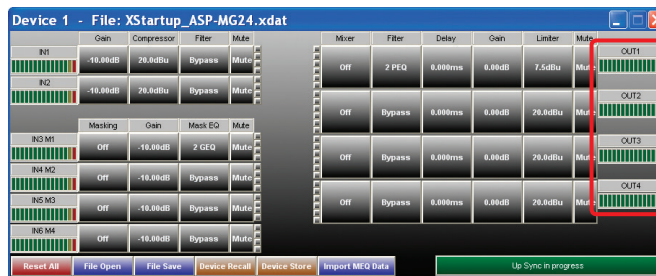 Device 1 - File: XStartup_ASP-MG24.xdat
Gain Compressor Filter Mute Mixer Filter Delay Gain Limiter Mute
IN1 -10.00dB 20.0dBu Bypass Mute Off 2 PEQ 0.000ms 0.00dB 7.5dBu Mute OUT1
IN2 -10.00dB 20.0dBu Bypass Mute Off Bypass 0.000ms 0.00dB 20.0dBu Mute OUT2
Masking Gain Mask EQ Mute
IN3 M1 Off -10.00dB 2 GEQ Mute Off Bypass 0.000ms 0.00dB 20.0dBu Mute OUT3
IN4 M2 Off -10.00dB Bypass Mute Off Bypass 0.000ms 0.00dB 20.0dBu Mute OUT4
IN5 M3 Off -10.00dB Bypass Mute
IN6 M4 Off -10.00dB Bypass Mute
Reset All File Open File Save Device Recall Device Store Import MEQ Data Up Sync in progress